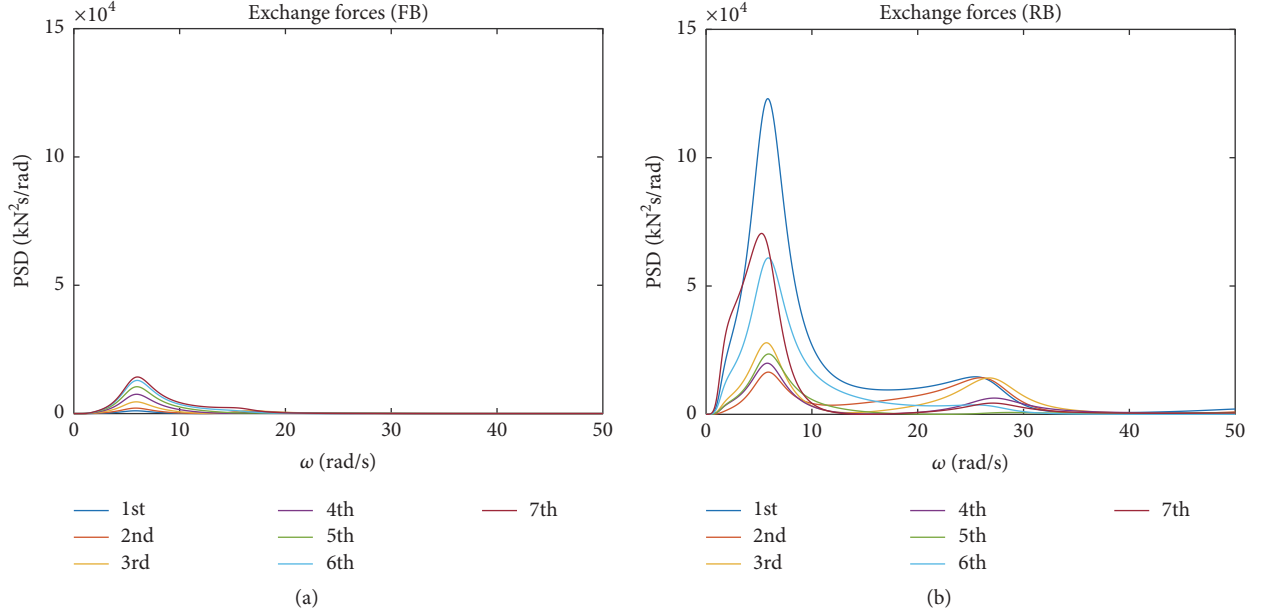 Exchange forces (FB)
×10⁴
15
10
5
0
PSD (kN²s/rad)
0 10 20 30 40 50
ω (rad/s)
1st 4th 7th
2nd 5th
3rd 6th
(a)
Exchange forces (RB)
×10⁴
15
10
5
0
PSD (kN²s/rad)
0 10 20 30 40 50
ω (rad/s)
1st 4th 7th
2nd 5th
3rd 6th
(b)